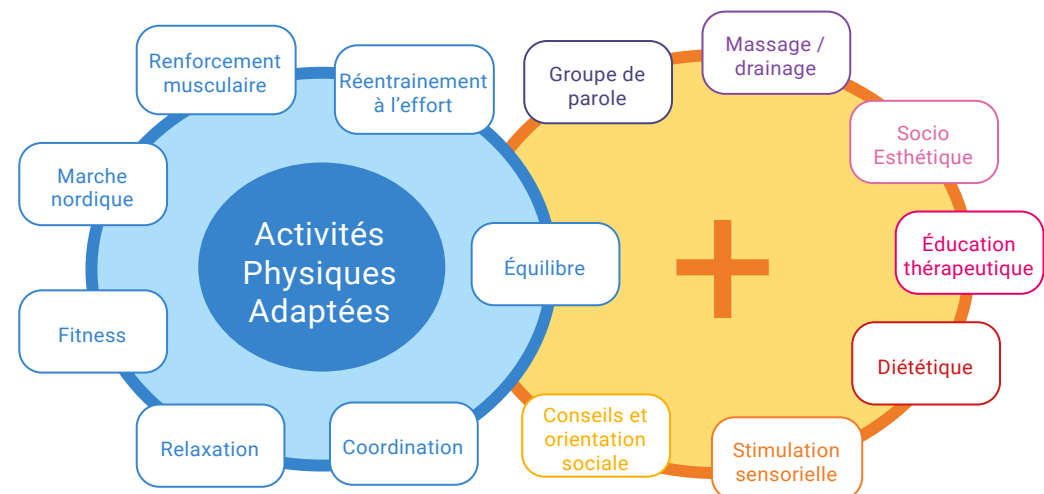 Renforcement
musculaire
Réentrainement
à l'effort
Marche
nordique
Fitness
Relaxation
Coordination
Équilibre
Activités
Physiques
Adaptées
Groupe de
parole
Massage /
drainage
Socio
Esthétique
Éducation
thérapeutique
Diététique
Stimulation
sensorielle
Conseils et
orientation
sociale
+